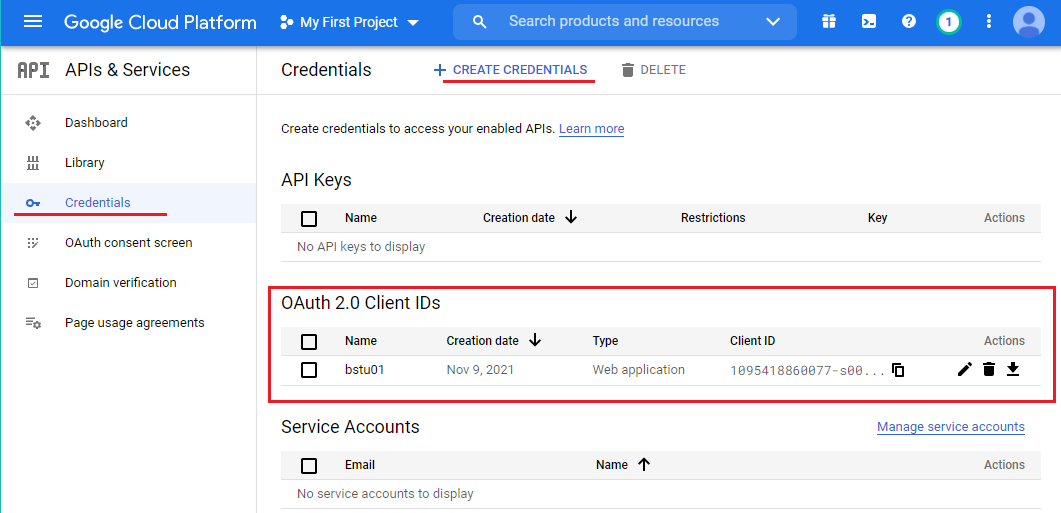 Google Cloud Platform My First Project Search products and resources 1
API APIs & Services
Credentials CREATE CREDENTIALS DELETE
Dashboard
Library
Credentials
OAuth consent screen
Domain verification
Page usage agreements
Create credentials to access your enabled APIs. Learn more
API Keys
Name Creation date Restrictions Key Actions
No API keys to display
OAuth 2.0 Client IDs
Name Creation date Type Client ID Actions
bstu01 Nov 9, 2021 Web application 1095418860077-s00...
Service Accounts Manage service accounts
Email Name Actions
No service accounts to display